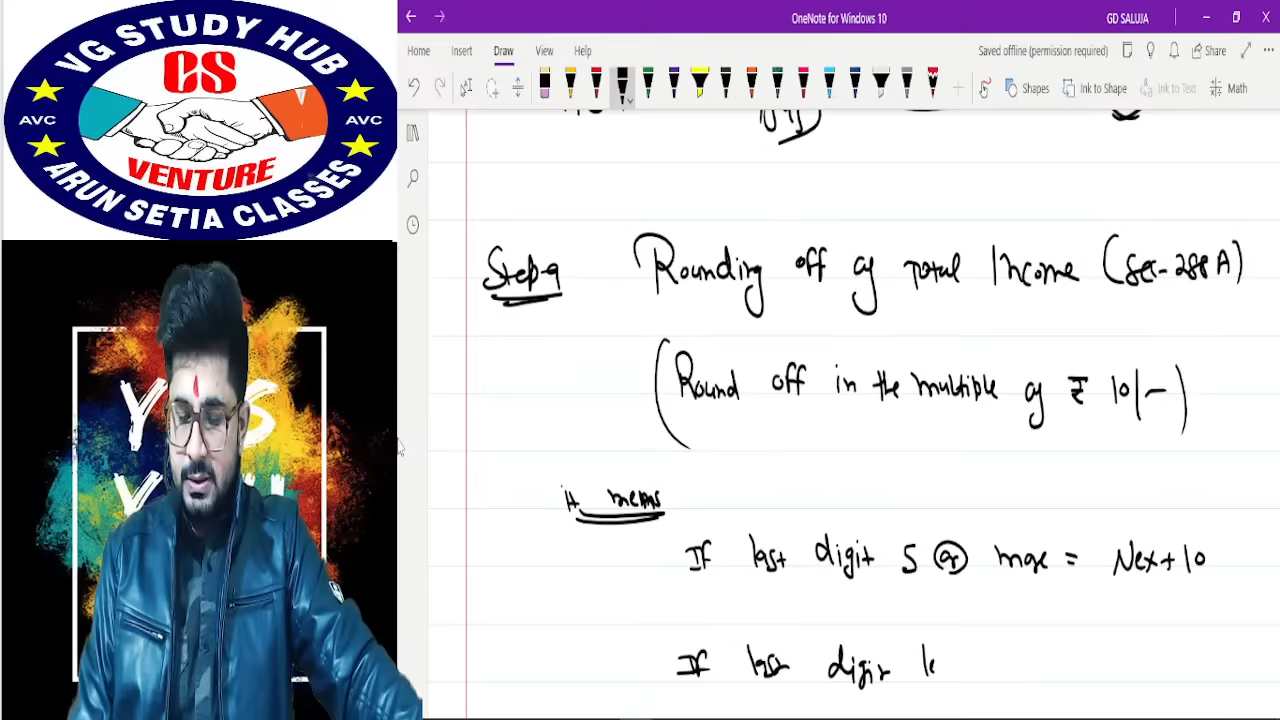 VG STUDY HUB
CS
AVC
AVC
VENTURE
ARUN SETIA CLASSES
OneNote for Windows 10
GD SALUJA
Home Insert Draw View Help
Saved offline (permission required)
Share
Shapes
Ink to Shape
Ink to Text
Math
Step-9 Rounding off of Total Income (Sec-288A)
(Round off in the multiple of ₹ 10/-)
It means
If last digit 5 or more = Next 10
If last digit